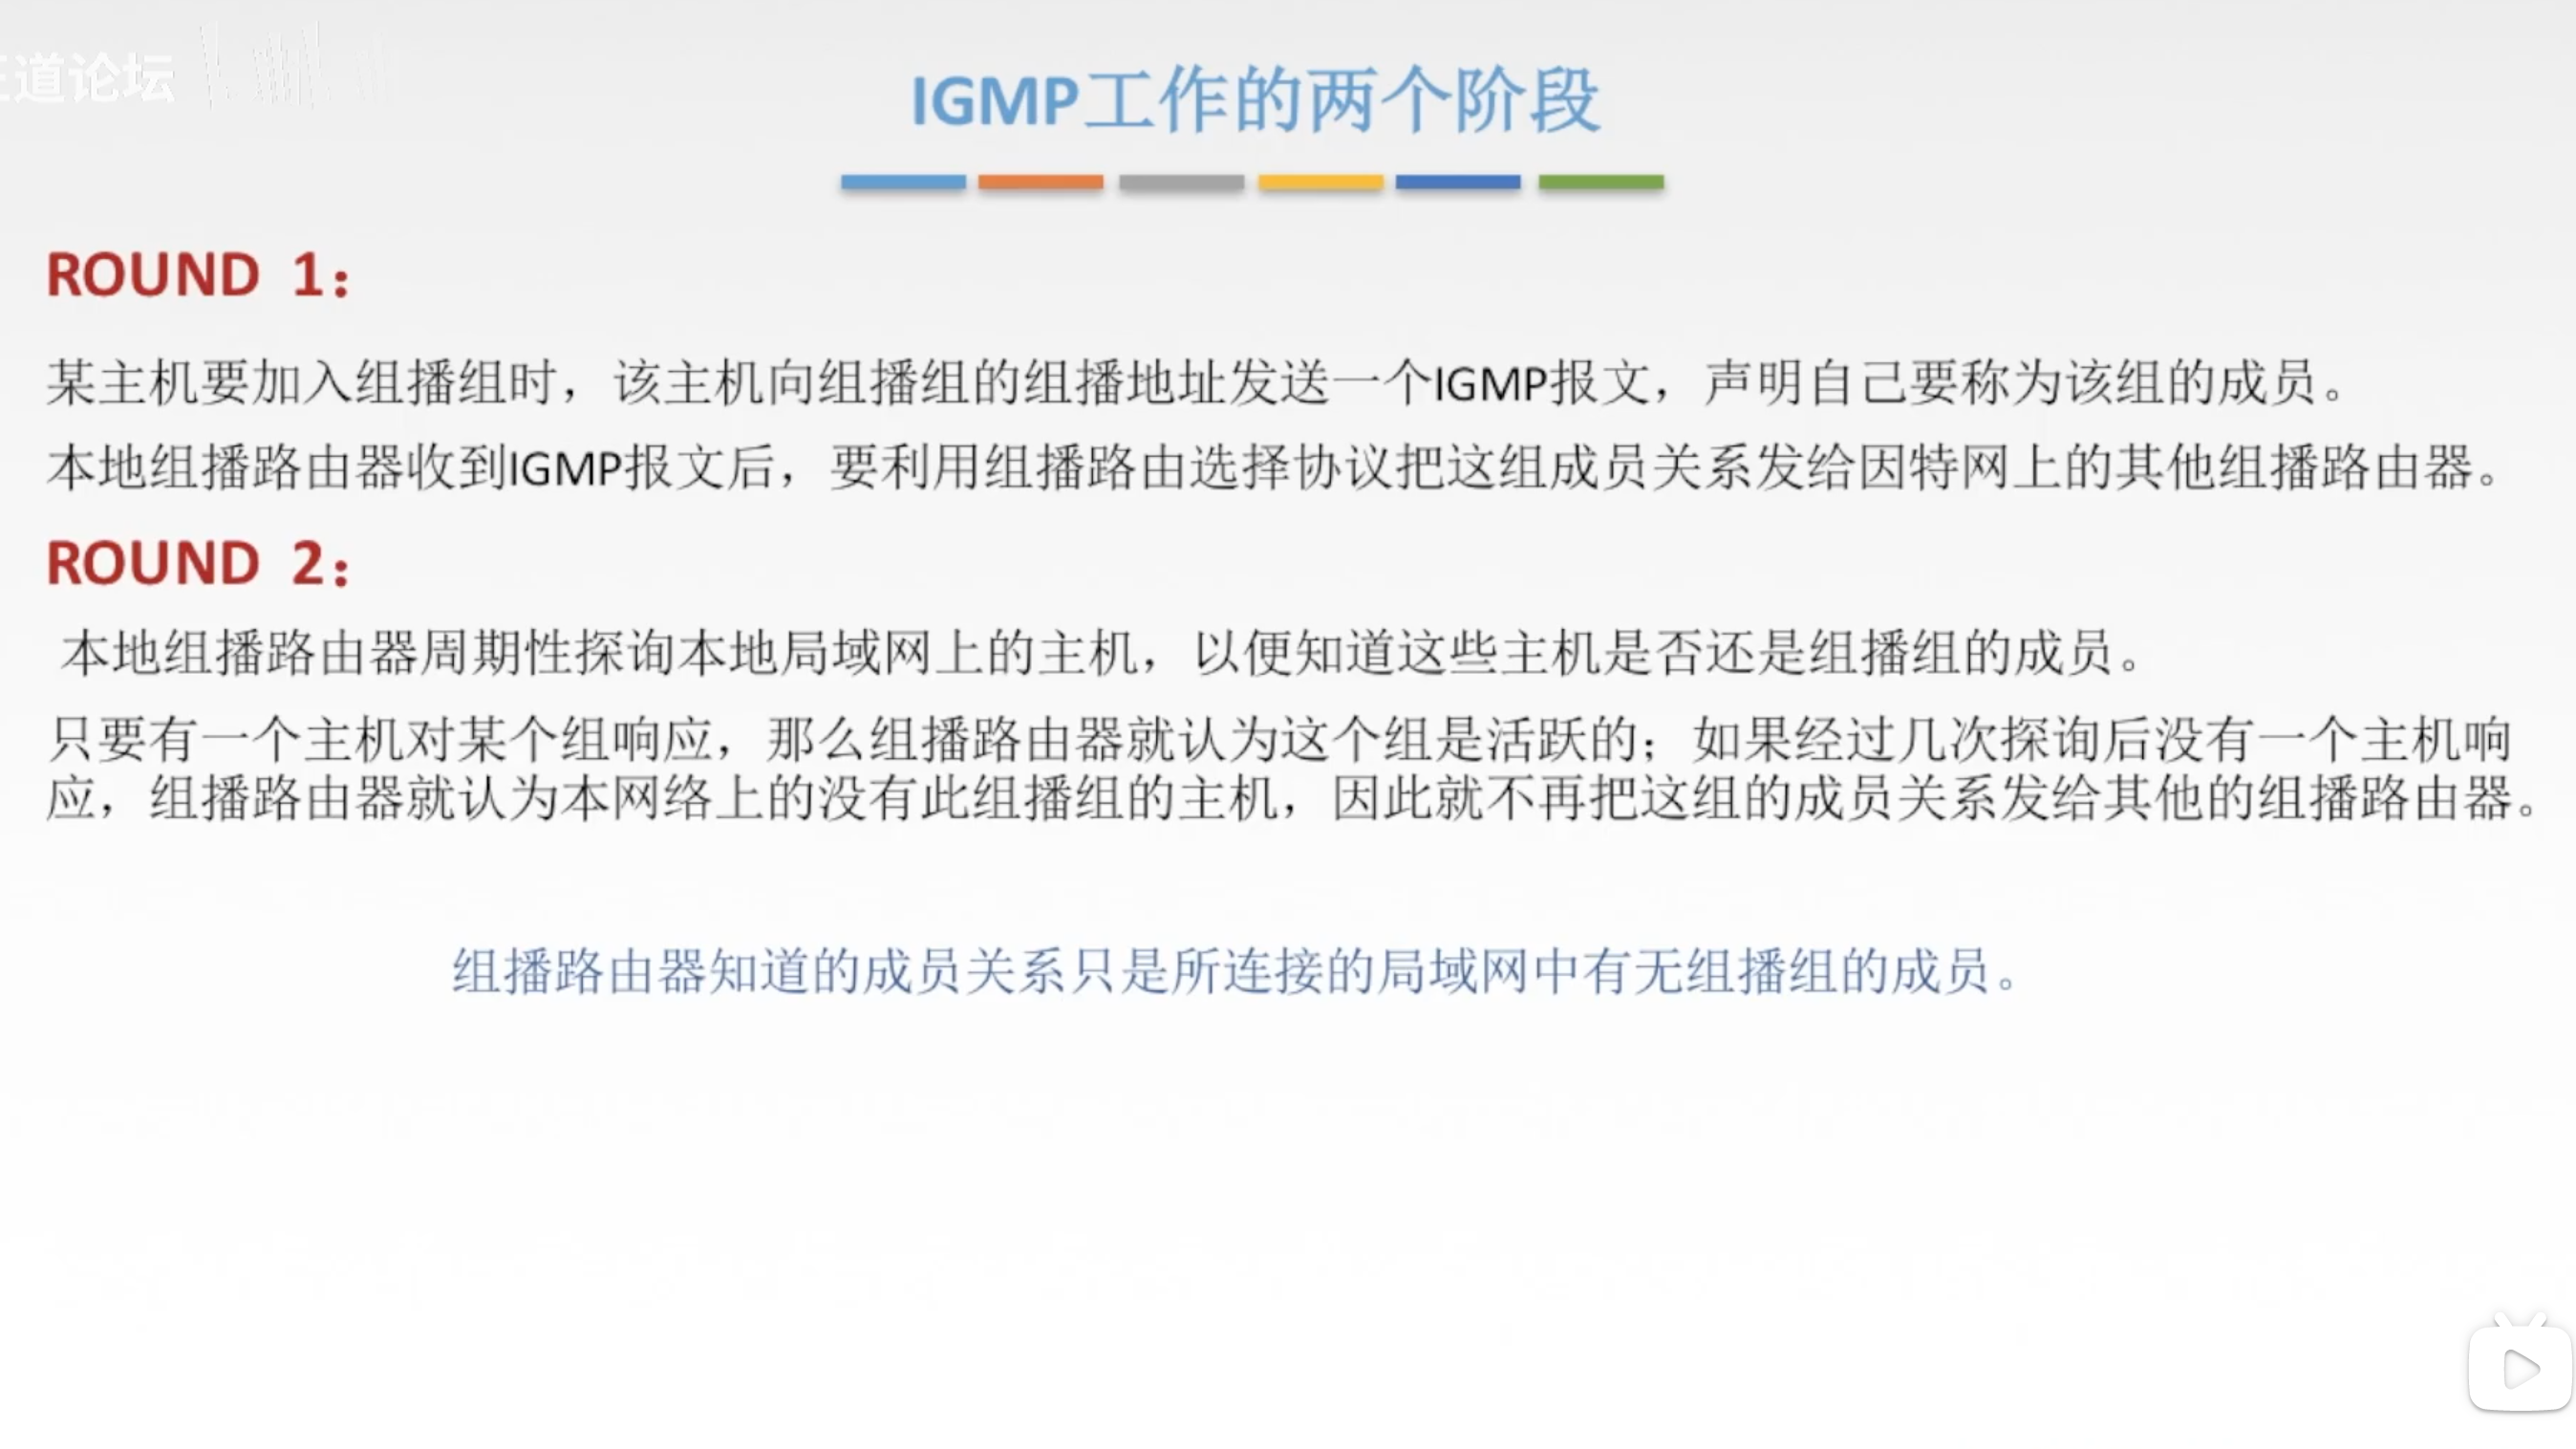 道论坛
IGMP工作的两个阶段
ROUND 1：
某主机要加入组播组时，该主机向组播组的组播地址发送一个IGMP报文，声明自己要称为该组的成员。
本地组播路由器收到IGMP报文后，要利用组播路由选择协议把这组成员关系发给因特网上的其他组播路由器。
ROUND 2：
本地组播路由器周期性探询本地局域网上的主机，以便知道这些主机是否还是组播组的成员。
只要有一个主机对某个组响应，那么组播路由器就认为这个组是活跃的；如果经过几次探询后没有一个主机响
应，组播路由器就认为本网络上的没有此组播组的主机，因此就不再把这组的成员关系发给其他的组播路由器。
组播路由器知道的成员关系只是所连接的局域网中有无组播组的成员。